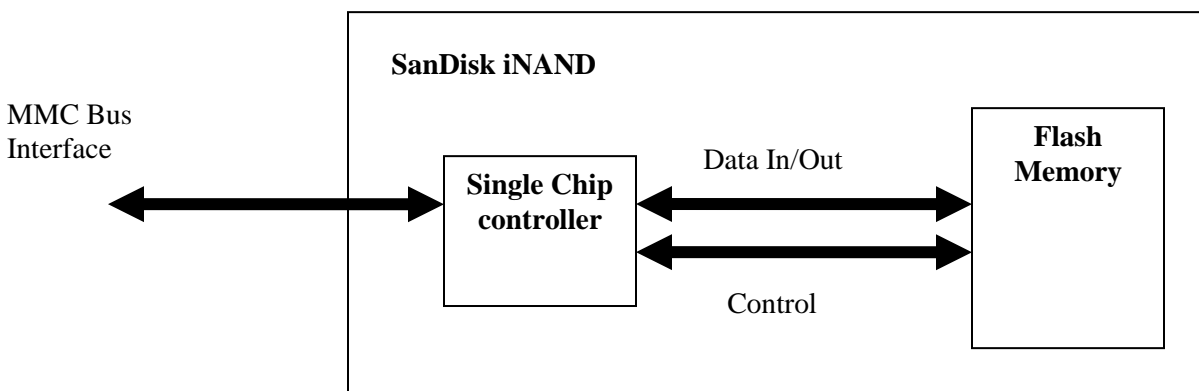 SanDisk iNAND
MMC Bus
Interface
Single Chip
controller
Data In/Out
Control
Flash
Memory